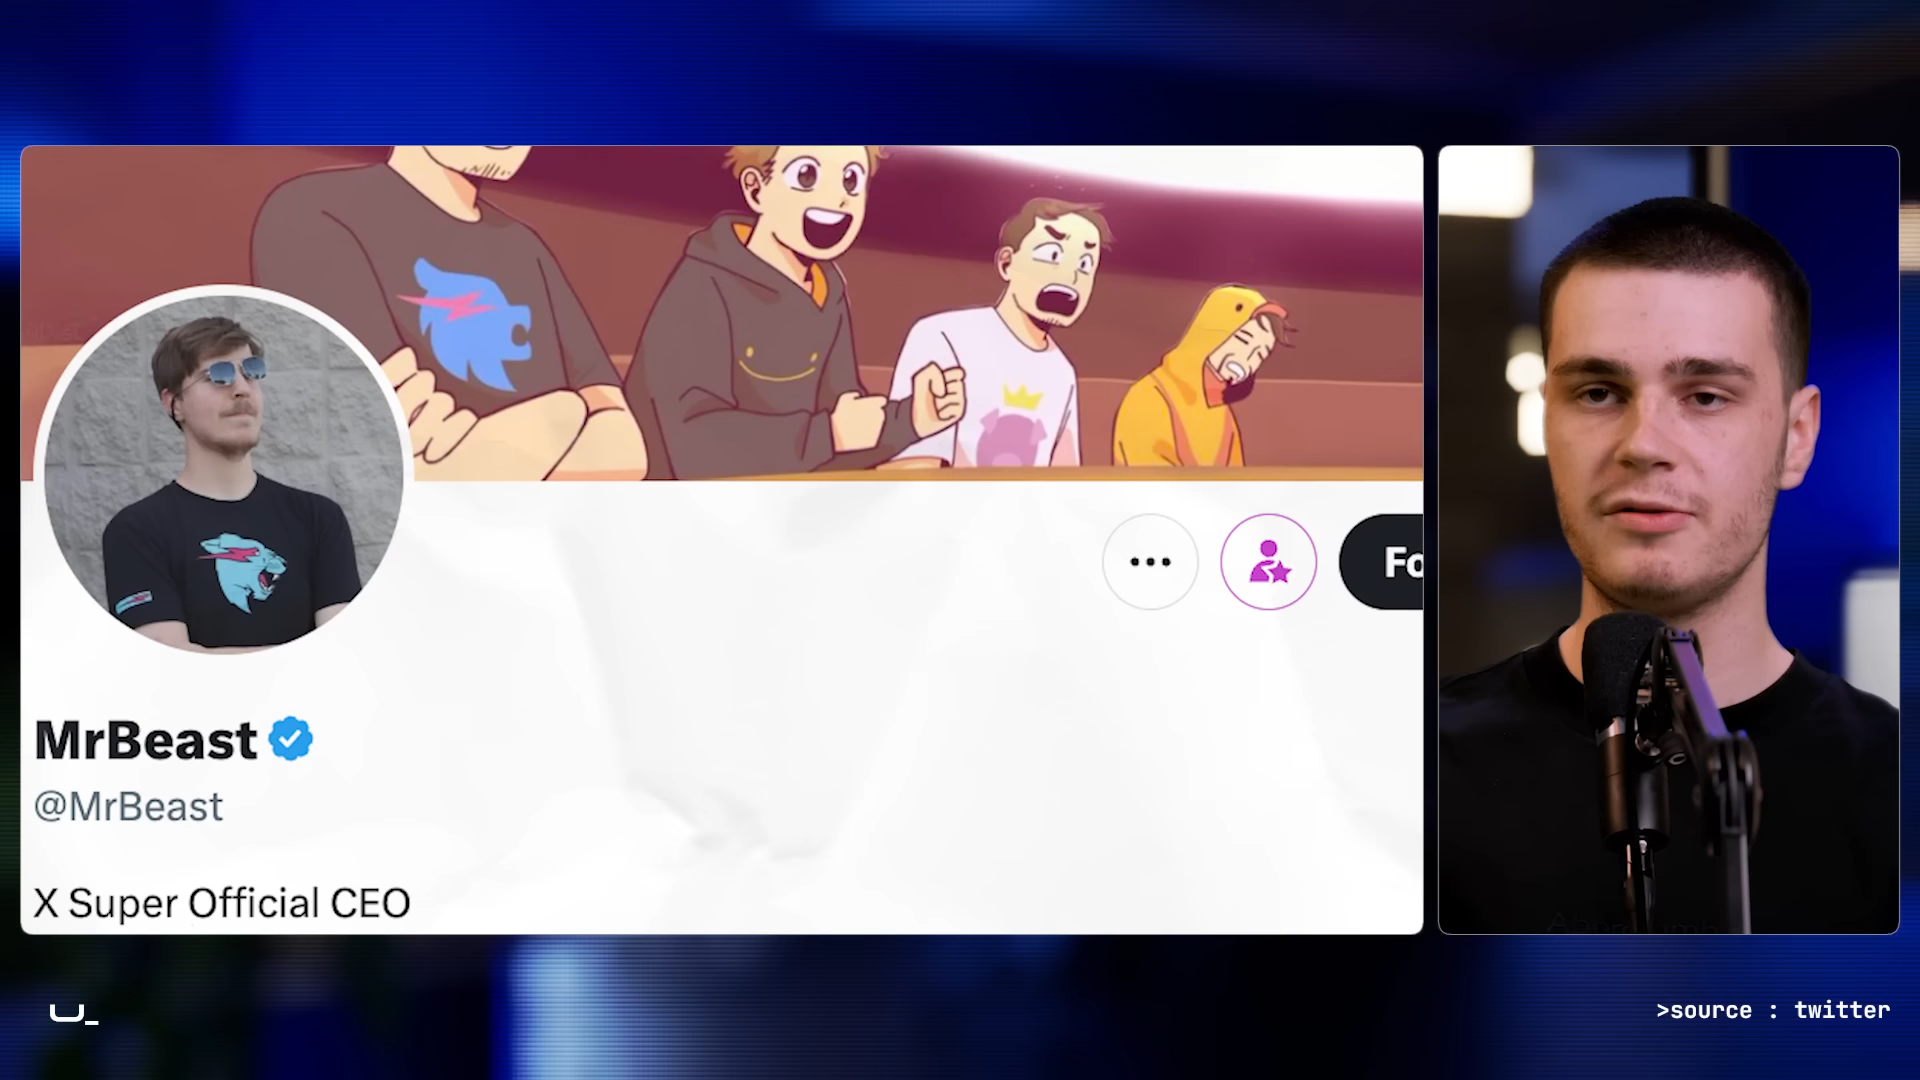 Fo
MrBeast
@MrBeast
X Super Official CEO
>source : twitter